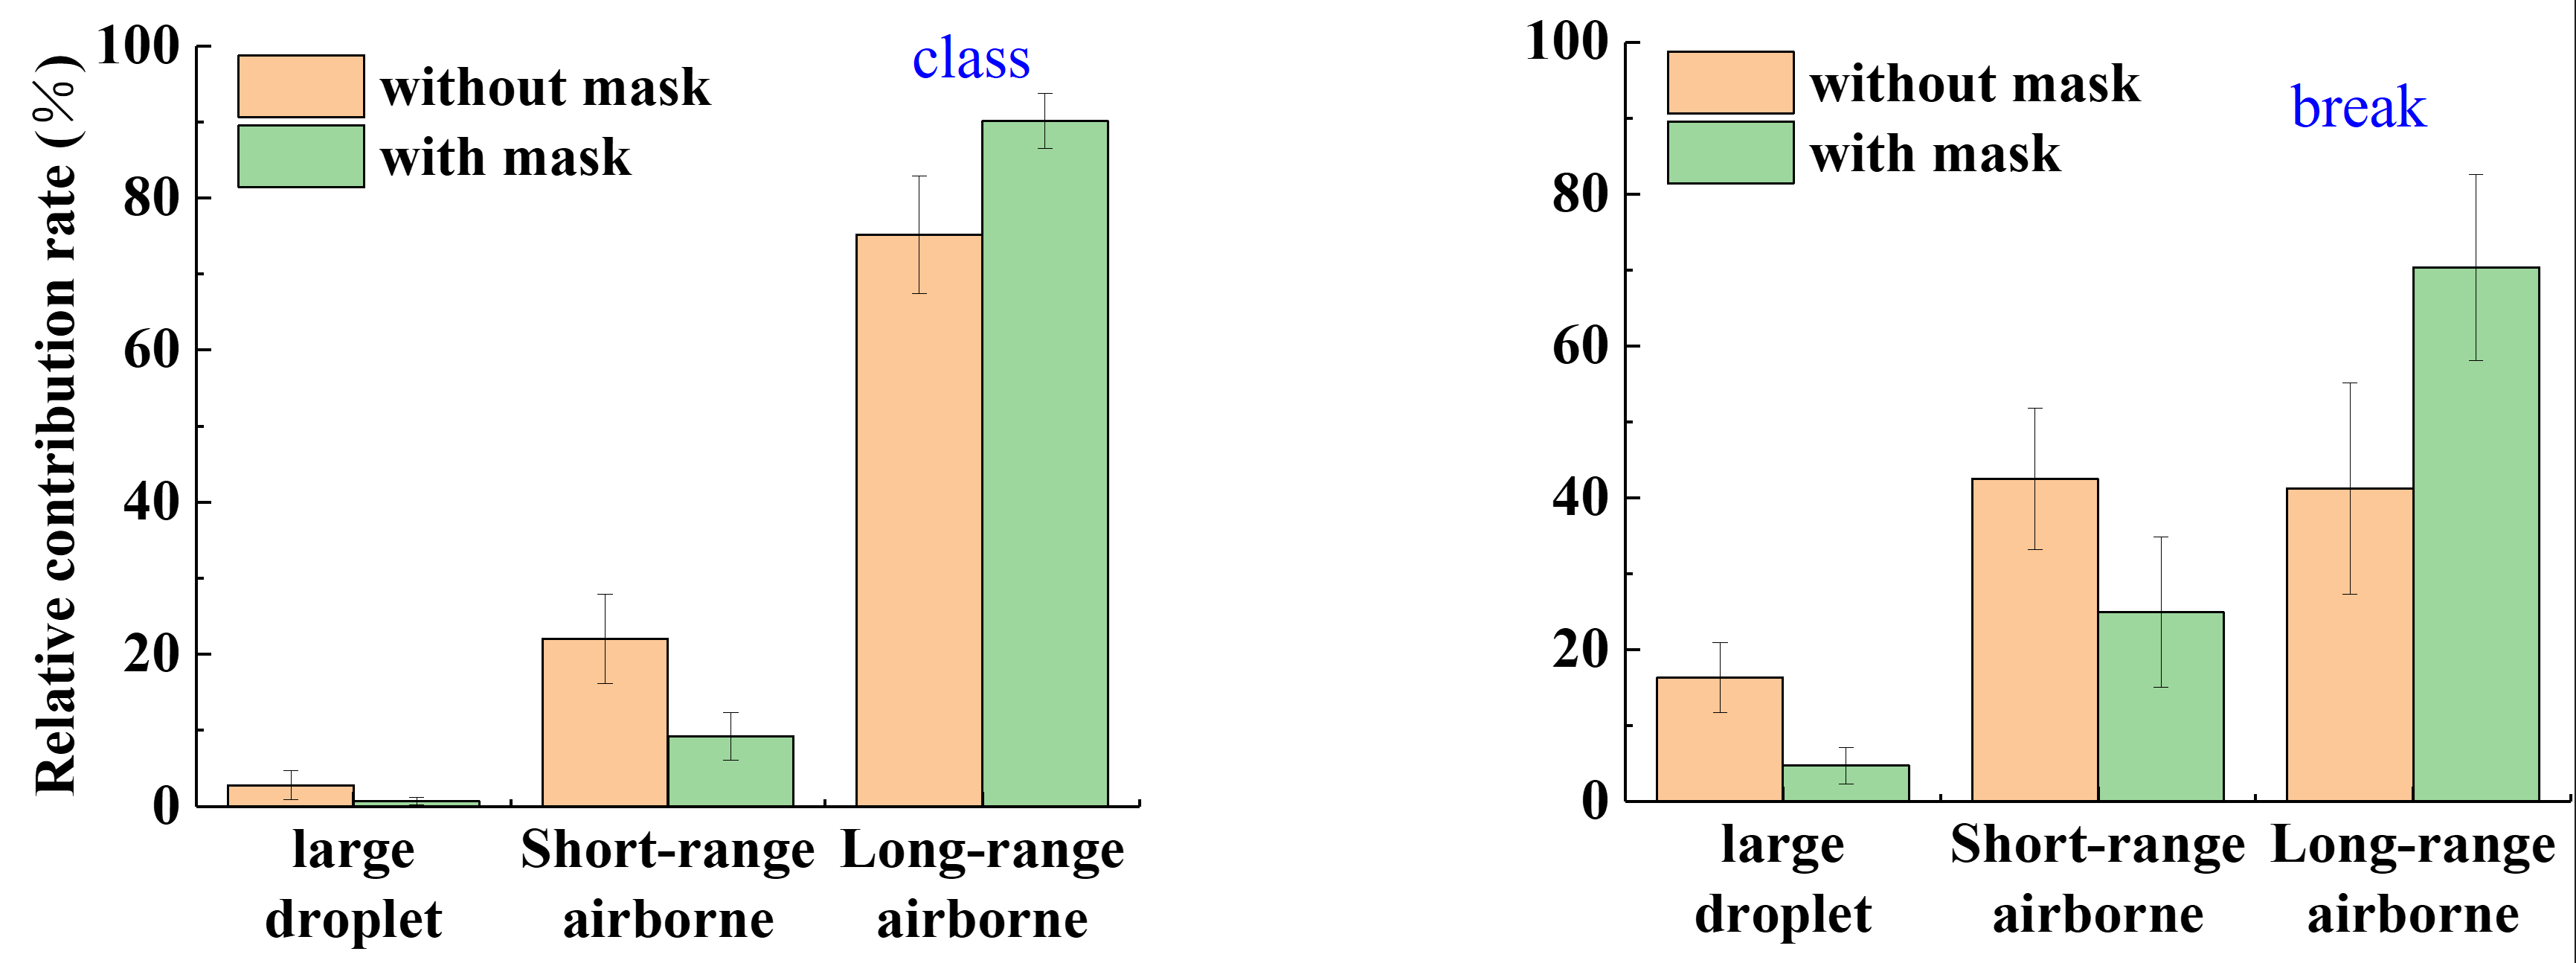 Relative contribution rate (%)
100
80
60
40
20
0
without mask
with mask
class
large
droplet
Short-range
airborne
Long-range
airborne
100
80
60
40
20
0
without mask
with mask
break
large
droplet
Short-range
airborne
Long-range
airborne